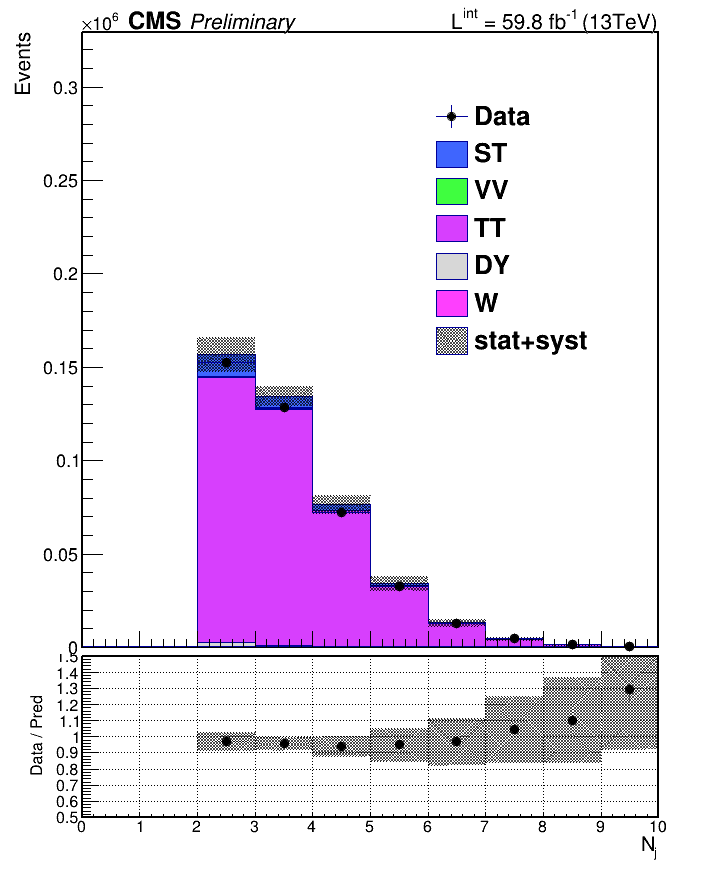 ×10⁶ CMS Preliminary L^int = 59.8 fb⁻¹ (13TeV)
Events
0.3
0.25
0.2
0.15
0.1
0.05
0
Data
ST
VV
TT
DY
W
stat+syst
Data / Pred
1.5
1.4
1.3
1.2
1.1
1
0.9
0.8
0.7
0.6
0.5
0 1 2 3 4 5 6 7 8 9 10
N_j